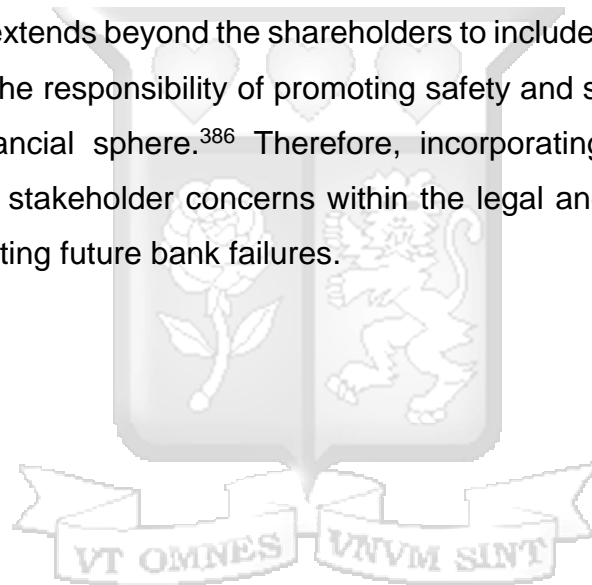 extends beyond the shareholders to include
he responsibility of promoting safety and s
ancial sphere.386 Therefore, incorporating
stakeholder concerns within the legal an
ting future bank failures.
VT OMNES VNVM SINT